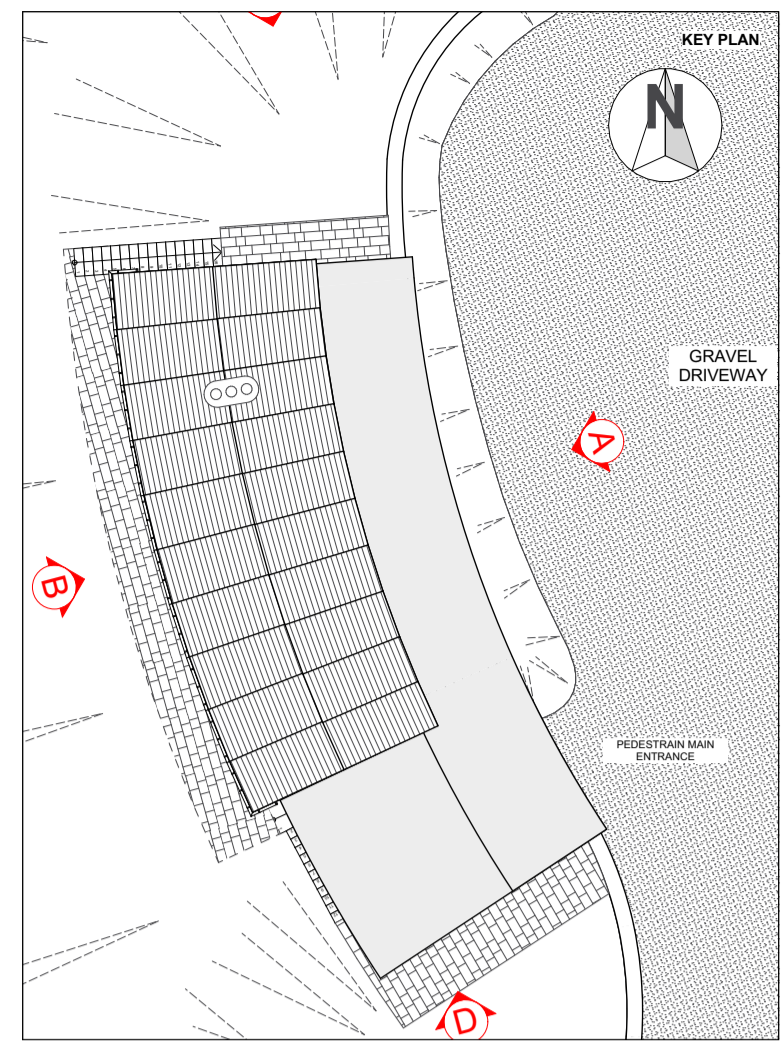 KEY PLAN
N
GRAVEL
DRIVEWAY
A
B
PEDESTRAIN MAIN
ENTRANCE
D